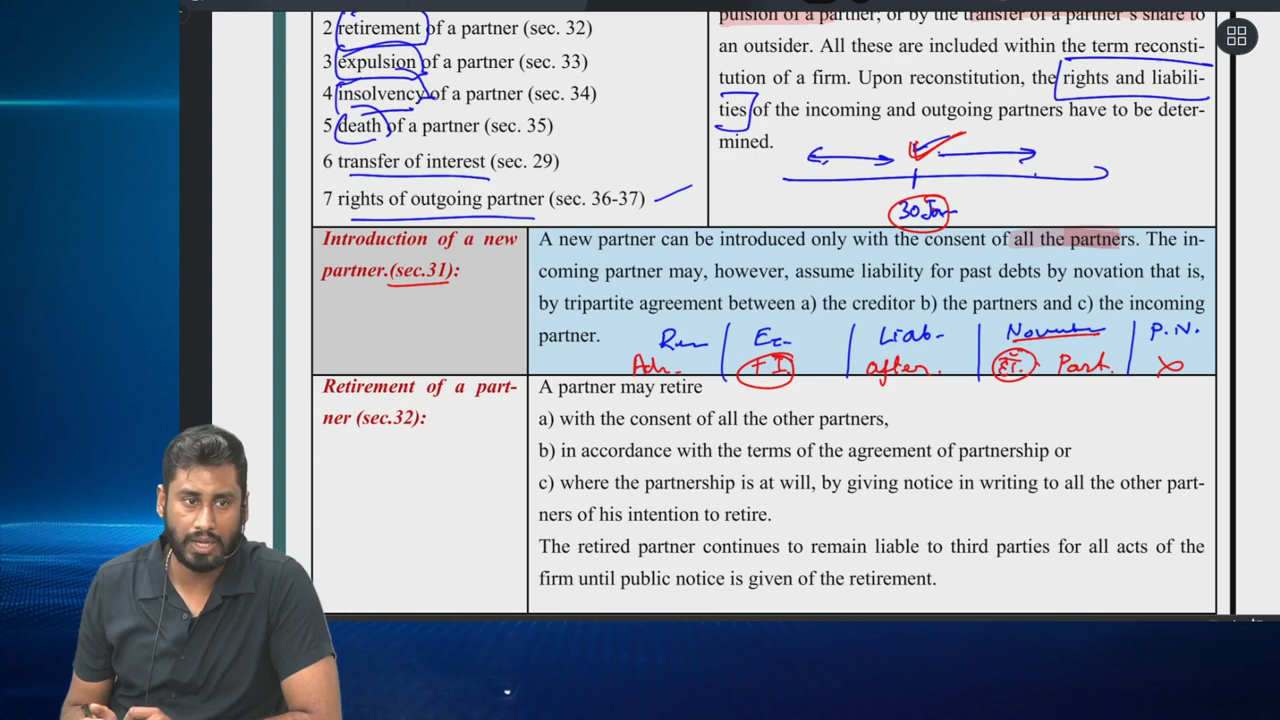 2 retirement of a partner (sec. 32)
3 expulsion of a partner (sec. 33)
4 insolvency of a partner (sec. 34)
5 death of a partner (sec. 35)
6 transfer of interest (sec. 29)
7 rights of outgoing partner (sec. 36-37)
pulsion of a partner; or by the transfer of a partner's share to
an outsider. All these are included within the term reconsti-
tution of a firm. Upon reconstitution, the rights and liabili-
ties of the incoming and outgoing partners have to be deter-
mined.
30 Jan
Introduction of a new
partner.(sec.31):
A new partner can be introduced only with the consent of all the partners. The in-
coming partner may, however, assume liability for past debts by novation that is,
by tripartite agreement between a) the creditor b) the partners and c) the incoming
partner.
Liab. P.N.
Adm. + I after. Past.
Retirement of a part-
ner (sec.32):
A partner may retire
a) with the consent of all the other partners,
b) in accordance with the terms of the agreement of partnership or
c) where the partnership is at will, by giving notice in writing to all the other part-
ners of his intention to retire.
The retired partner continues to remain liable to third parties for all acts of the
firm until public notice is given of the retirement.